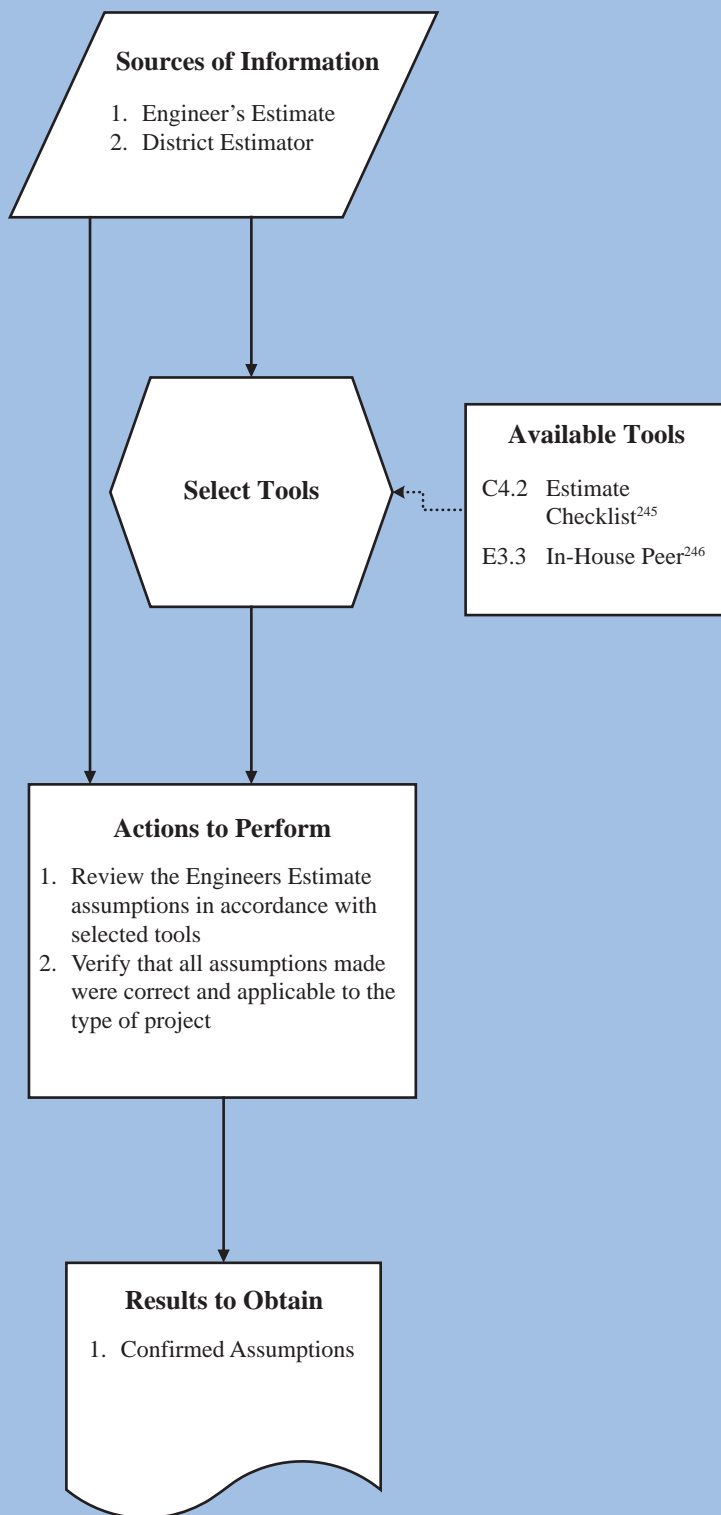 Sources of Information
1. Engineer’s Estimate
2. District Estimator
Select Tools
Available Tools
C4.2 Estimate
Checklist245
E3.3 In-House Peer246
Actions to Perform
1. Review the Engineers Estimate
assumptions in accordance with
selected tools
2. Verify that all assumptions made
were correct and applicable to the
type of project
Results to Obtain
1. Confirmed Assumptions